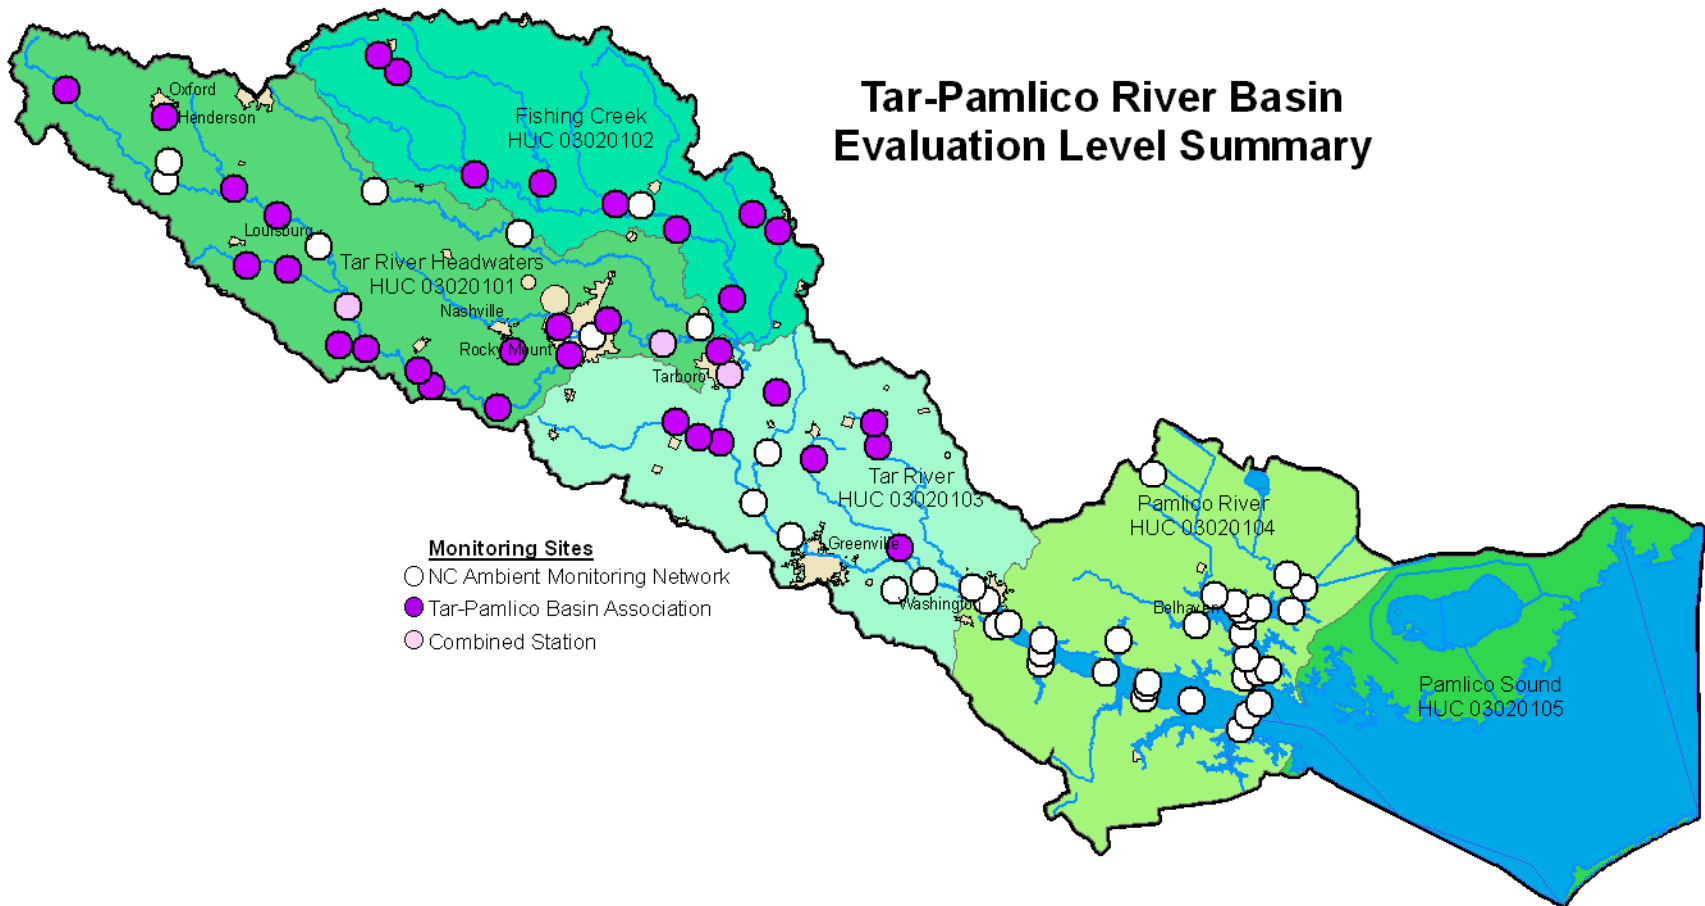 Tar-Pamlico River Basin
Evaluation Level Summary
Oxford
Henderson
Fishing Creek
HUC 03020102
Louisburg
Tar River Headwaters
HUC 03020101
Nashville
Rocky Mount
Tarboro
Tar River
HUC 03020103
Pamlico River
HUC 03020104
Greenville
Washington
Belhaven
Pamlico Sound
HUC 03020105
Monitoring Sites
NC Ambient Monitoring Network
Tar-Pamlico Basin Association
Combined Station